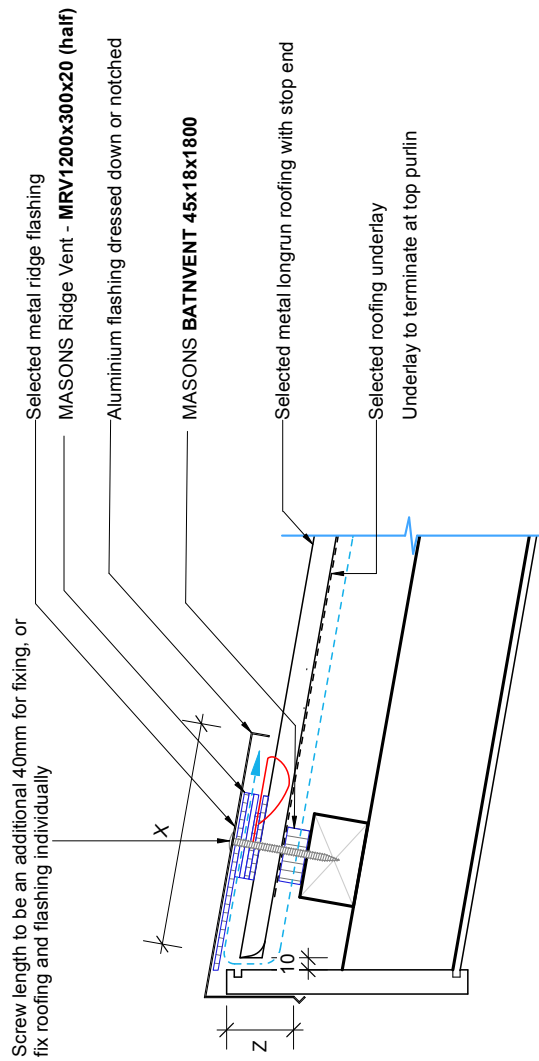 Screw length to be an additional 40mm for fixing, or
fix roofing and flashing individually
Selected metal ridge flashing
MASONS Ridge Vent - MRV1200x300x20 (half)
Aluminium flashing dressed down or notched
MASONS BATNVENT 45x18x1800
Selected metal longrun roofing with stop end
Selected roofing underlay
Underlay to terminate at top purlin
X
10
Z